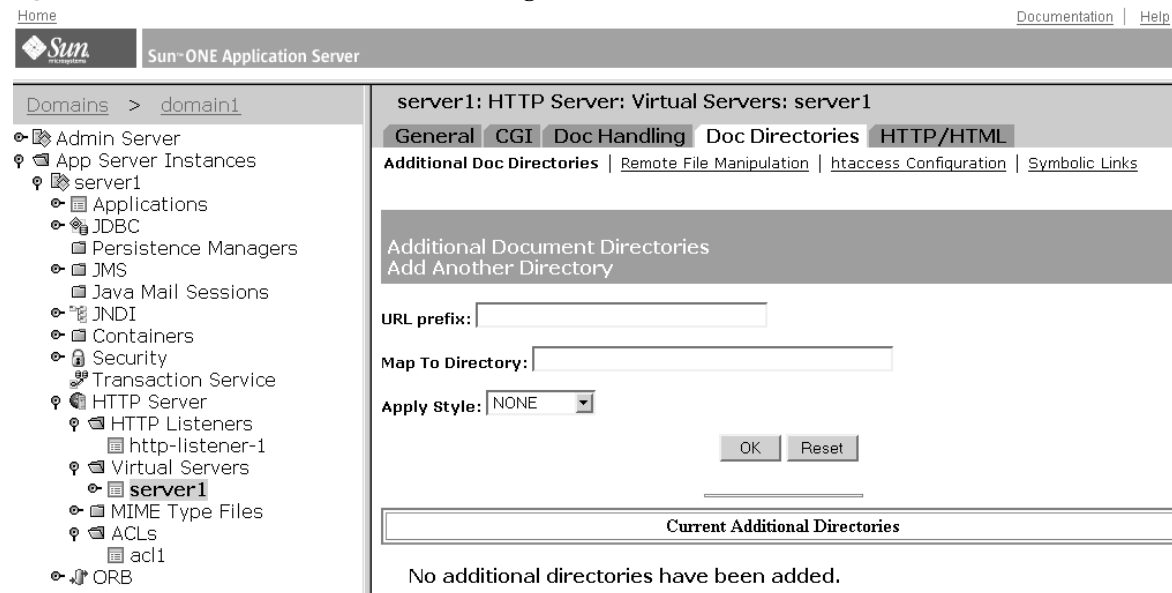 Home
Documentation | Help
Sun
microsystems
Sun™ ONE Application Server
Domains > domain1
Admin Server
App Server Instances
server1
Applications
JDBC
Persistence Managers
JMS
Java Mail Sessions
JNDI
Containers
Security
Transaction Service
HTTP Server
HTTP Listeners
http-listener-1
Virtual Servers
server1
MIME Type Files
ACLs
acl1
ORB
server1: HTTP Server: Virtual Servers: server1
General CGI Doc Handling Doc Directories HTTP/HTML
Additional Doc Directories | Remote File Manipulation | htaccess Configuration | Symbolic Links
Additional Document Directories
Add Another Directory
URL prefix:
Map To Directory:
Apply Style: NONE
OK Reset
Current Additional Directories
No additional directories have been added.